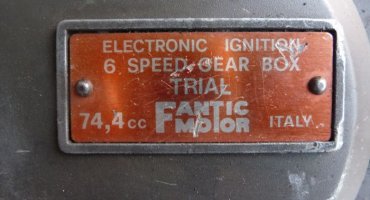 ELECTRONIC IGNITION
6 SPEED GEAR BOX
TRIAL
74,4cc FANTIC MOTOR ITALY